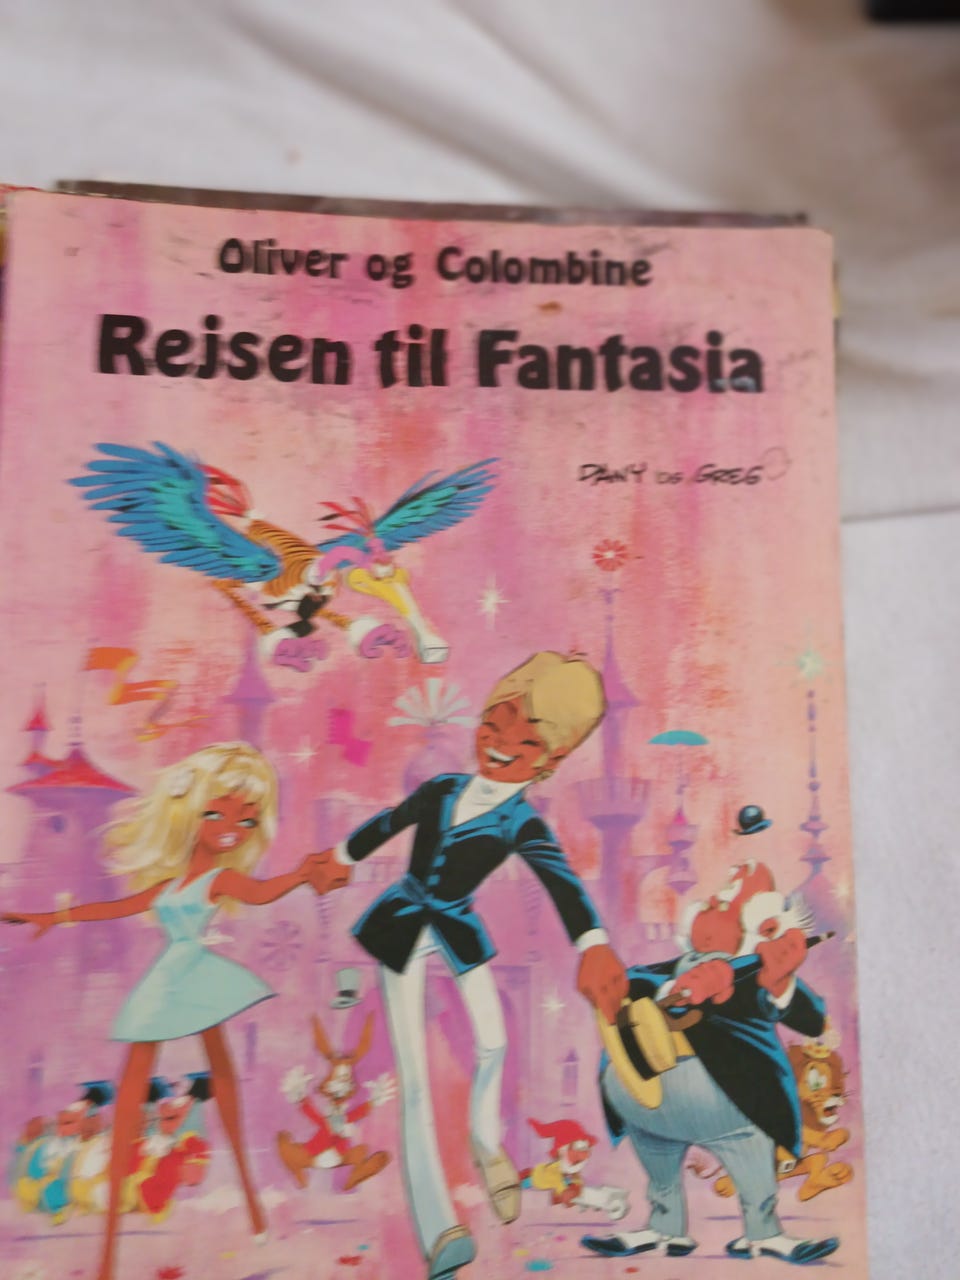 Oliver og Colombine
Rejsen til Fantasia
DANY OG GREG